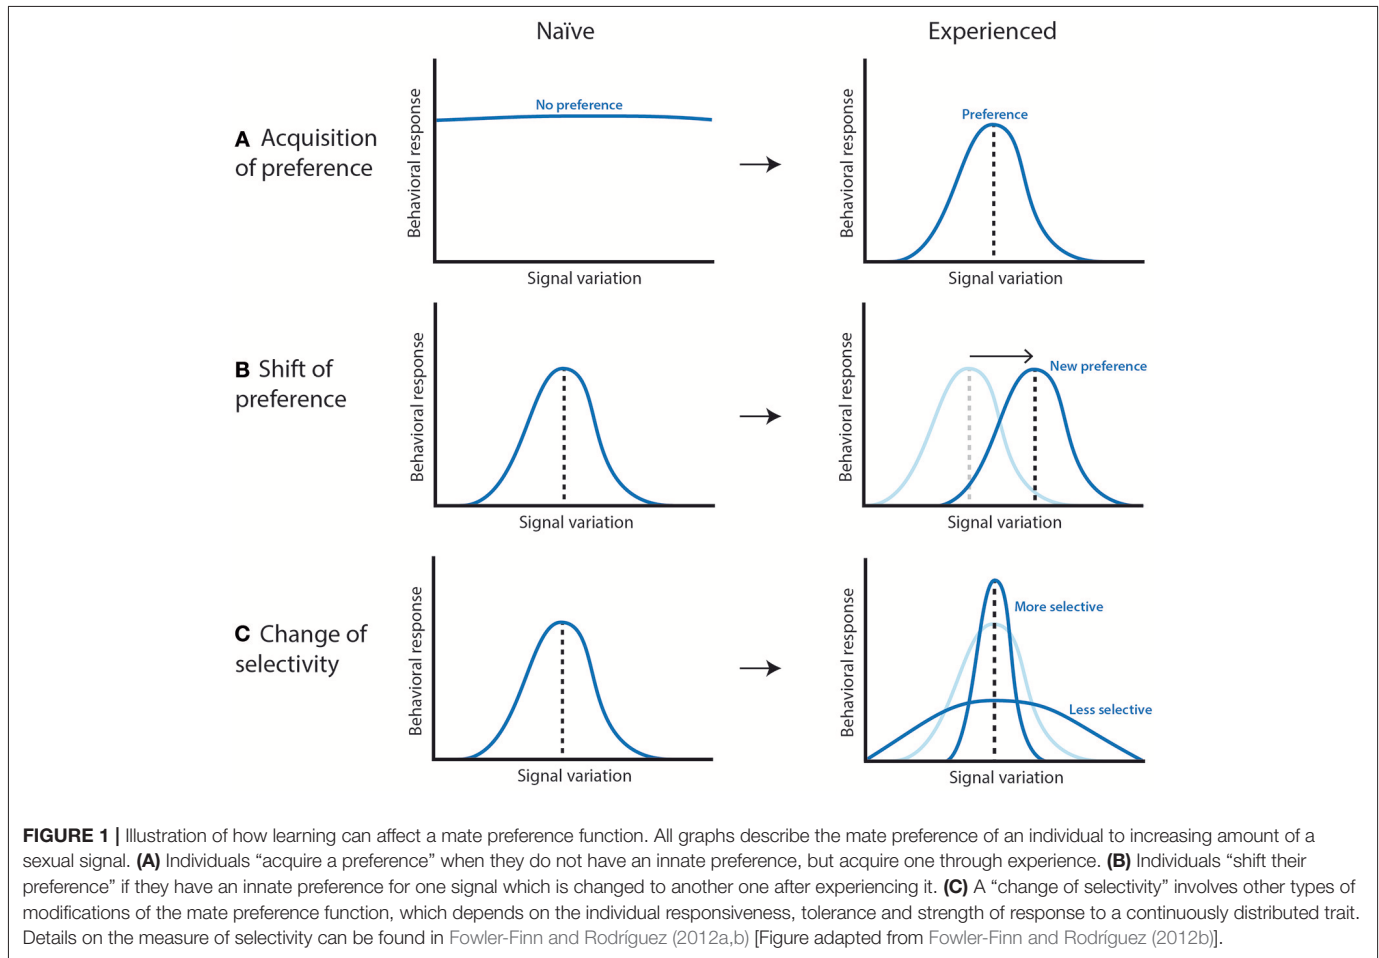 Naïve
Experienced
A Acquisition
of preference
Behavioral response
No preference
Signal variation
Behavioral response
Preference
Signal variation
B Shift of
preference
Behavioral response
Signal variation
Behavioral response
New preference
Signal variation
C Change of
selectivity
Behavioral response
Signal variation
Behavioral response
More selective
Less selective
Signal variation
FIGURE 1 | Illustration of how learning can affect a mate preference function. All graphs describe the mate preference of an individual to increasing amount of a
sexual signal. (A) Individuals “acquire a preference” when they do not have an innate preference, but acquire one through experience. (B) Individuals “shift their
preference” if they have an innate preference for one signal which is changed to another one after experiencing it. (C) A “change of selectivity” involves other types of
modifications of the mate preference function, which depends on the individual responsiveness, tolerance and strength of response to a continuously distributed trait.
Details on the measure of selectivity can be found in Fowler-Finn and Rodríguez (2012a,b) [Figure adapted from Fowler-Finn and Rodríguez (2012b)].